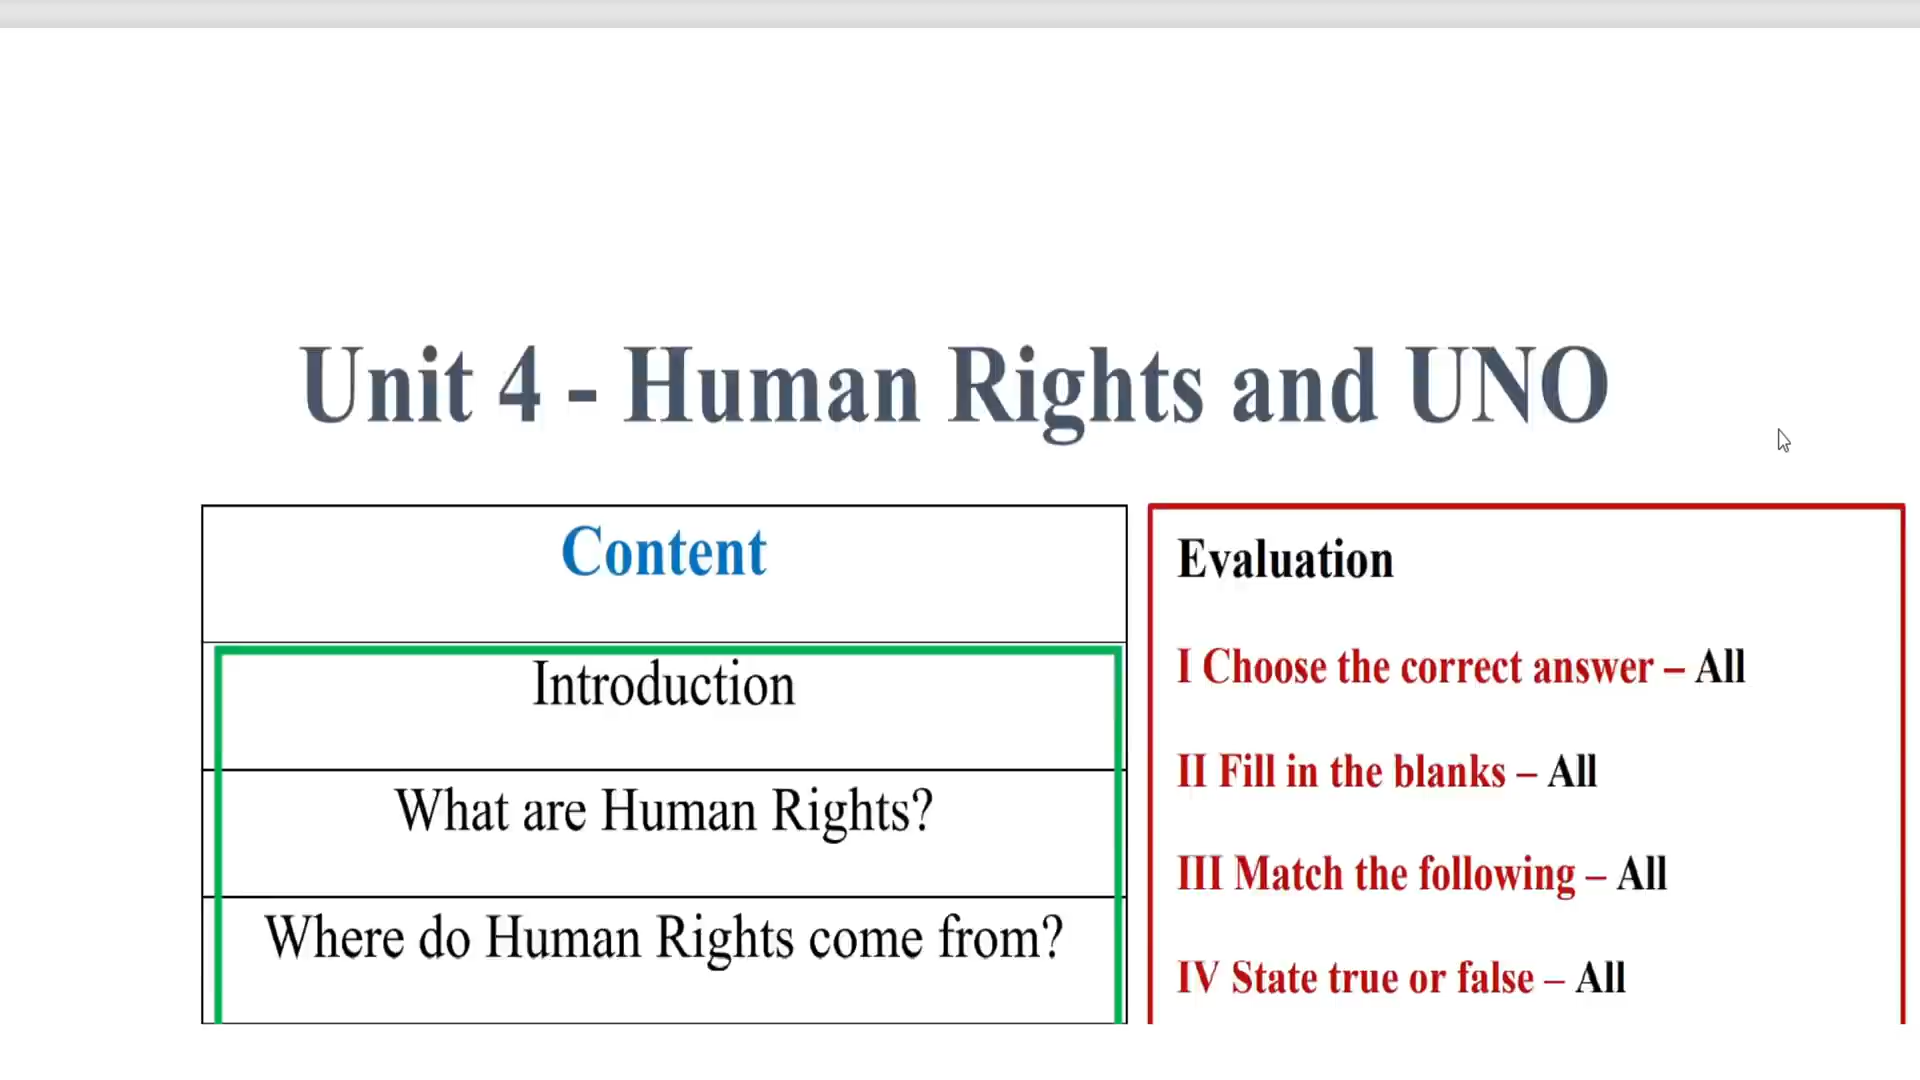 Unit 4 - Human Rights and UNO
Content
Introduction
What are Human Rights?
Where do Human Rights come from?
Evaluation
I Choose the correct answer – All
II Fill in the blanks – All
III Match the following – All
IV State true or false – All